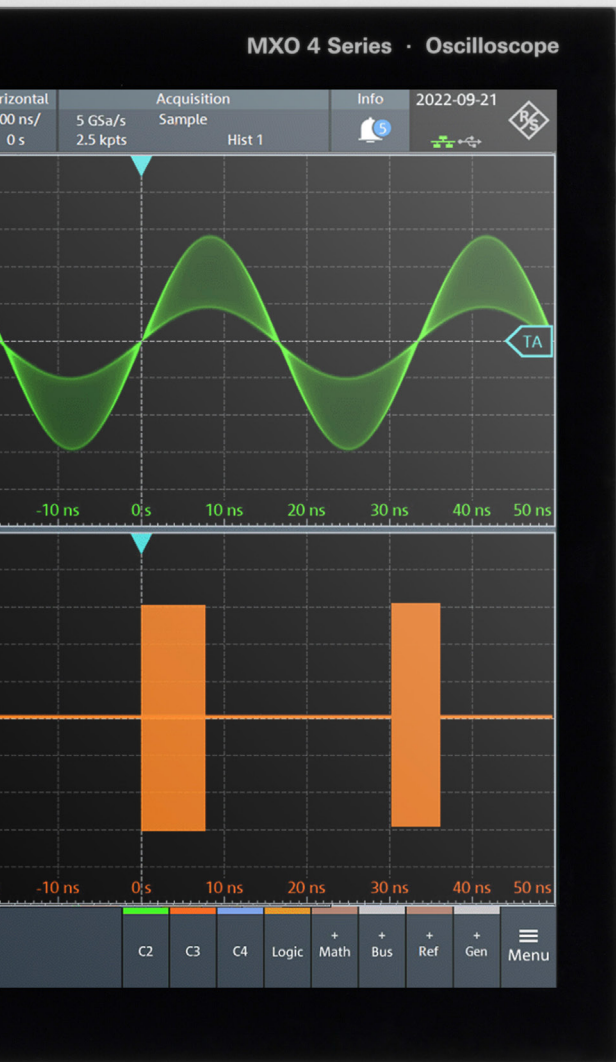 MXO 4 Series · Oscilloscope
rizontal
00 ns/
0 s
Acquisition
5 GSa/s
Sample
2.5 kpts
Hist 1
Info
5
2022-09-21
R&S
TA
-10 ns
0s
10 ns
20 ns
30 ns
40 ns
50 ns
-10 ns
0s
10 ns
20 ns
30 ns
40 ns
50 ns
C2
C3
C4
Logic
+
Math
+
Bus
+
Ref
+
Gen
Menu